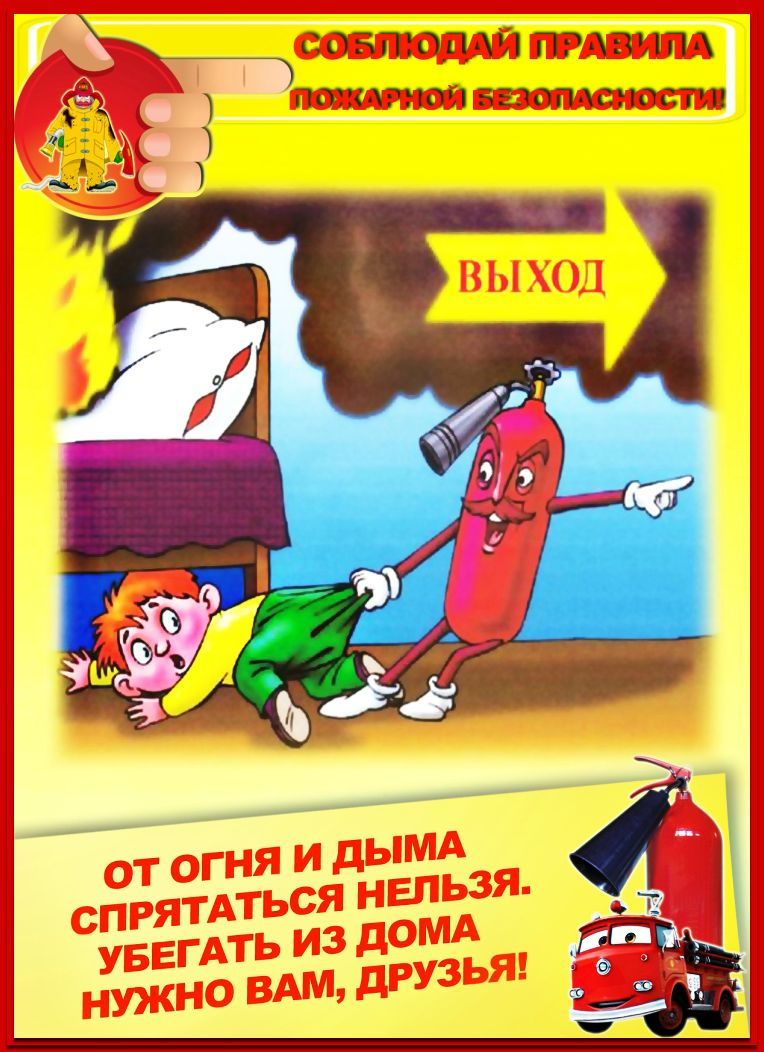 СОБЛЮДАЙ ПРАВИЛА
ПОЖАРНОЙ БЕЗОПАСНОСТИ!
ВЫХОД
ОТ ОГНЯ И ДЫМА
СПРЯТАТЬСЯ НЕЛЬЗЯ.
УБЕГАТЬ ИЗ ДОМА
НУЖНО ВАМ, ДРУЗЬЯ!